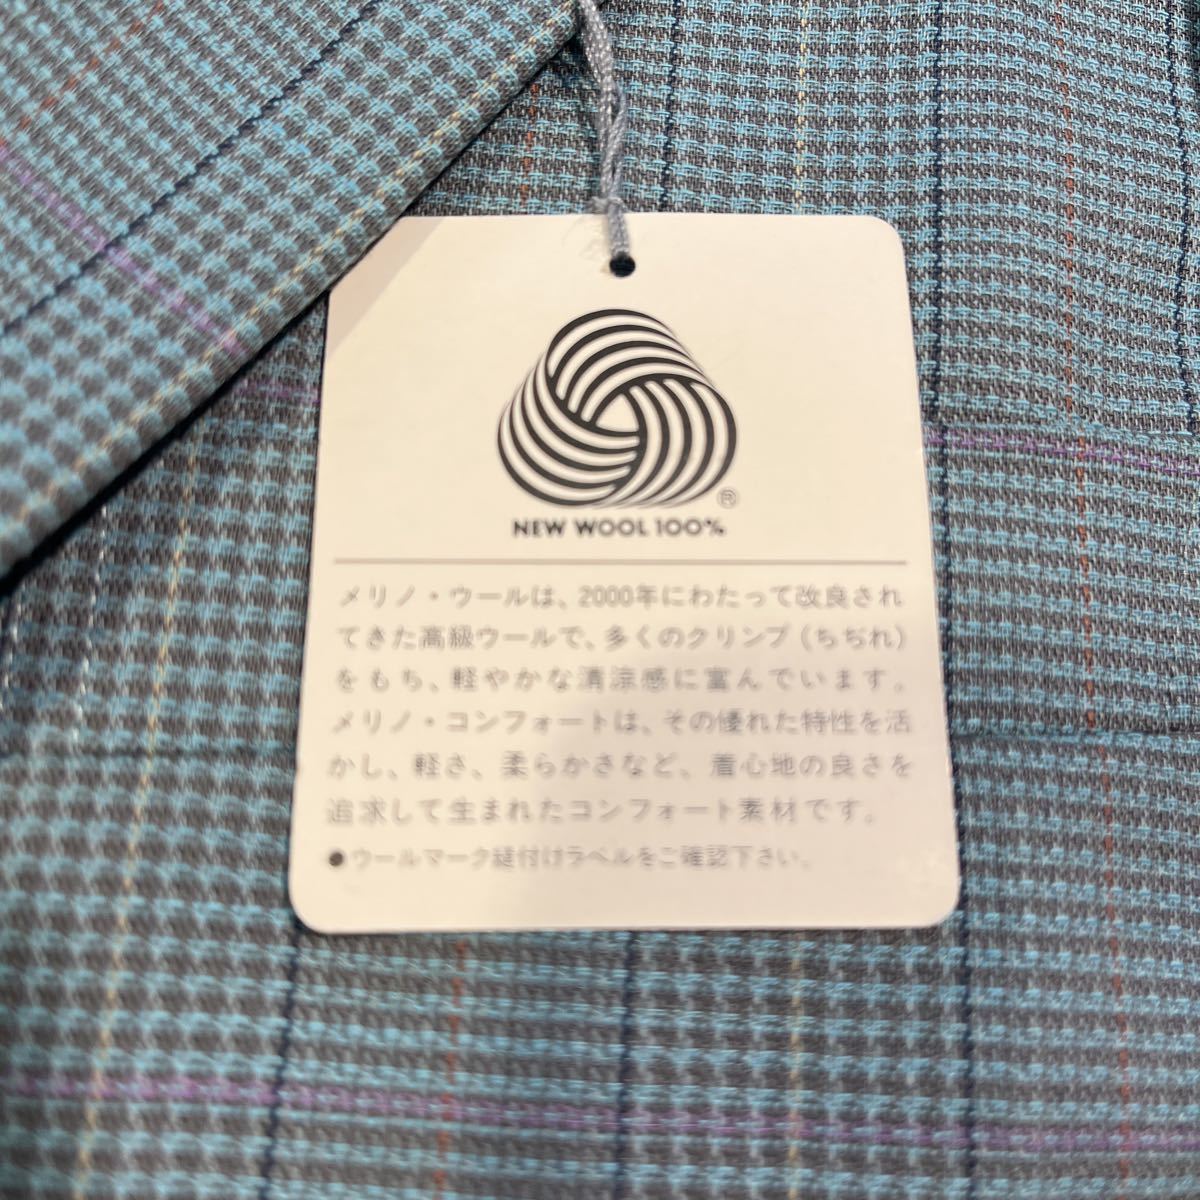 ®
NEW WOOL 100%
メリノ・ウールは、2000年にわたって改良され
てきた高級ウールで、多くのクリンプ(ちぢれ)
をもち、軽やかな清涼感に富んでいます。
メリノ・コンフォートは、その優れた特性を活
かし、軽さ、柔らかさなど、着心地の良さを
追求して生まれたコンフォート素材です。
●ウールマーク縫付けラベルをご確認下さい。